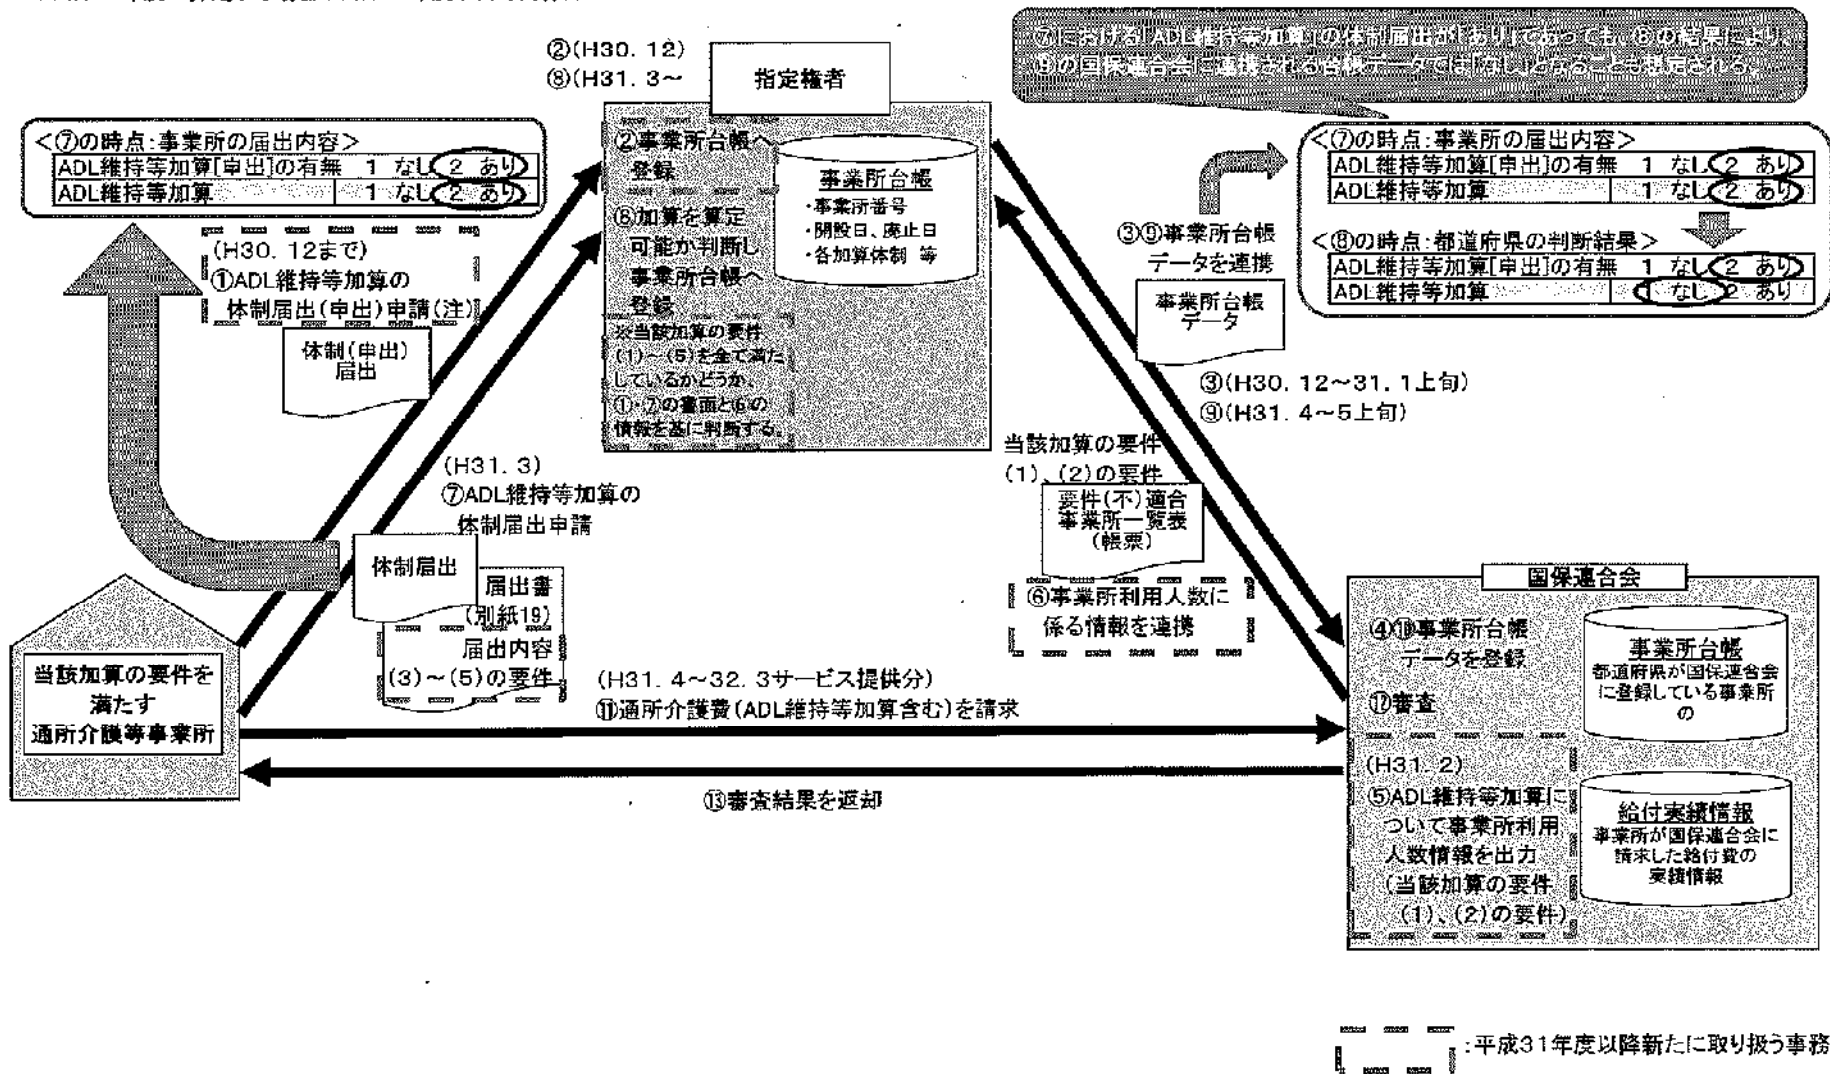 ②(H30. 12)
⑧(H31. 3～
指定権者
⑦における「ADL維持等加算」の体制届出が「あり」であっても、⑧の結果により、
⑨の国保連合会に連携される台帳データでは「なし」となることも想定される。
＜⑦の時点：事業所の届出内容＞
ADL維持等加算[申出]の有無 1 なし 2 あり
ADL維持等加算 1 なし 2 あり
(H30. 12まで)
①ADL維持等加算の
体制届出(申出)申請(注)
体制(申出)
届出
②事業所台帳へ
登録
⑧加算を算定
可能か判断し
事業所台帳へ
登録
※当該加算の要件
(1)～(5)を全て満た
しているかどうか、
①・⑦の書面と⑥の
情報を基に判断する。
事業所台帳
・事業所番号
・開設日、廃止日
・各加算体制 等
③⑨事業所台帳
データを連携
事業所台帳
データ
③(H30. 12～31. 1上旬)
⑨(H31. 4～5上旬)
＜⑦の時点：事業所の届出内容＞
ADL維持等加算[申出]の有無 1 なし 2 あり
ADL維持等加算 1 なし 2 あり
＜⑧の時点：都道府県の判断結果＞
ADL維持等加算[申出]の有無 1 なし 2 あり
ADL維持等加算 1 なし 2 あり
(H31. 3)
⑦ADL維持等加算の
体制届出申請
体制届出
届出書
(別紙19)
届出内容
(3)～(5)の要件
当該加算の要件
(1)、(2)の要件
要件(不)適合
事業所一覧表
(帳票)
⑥事業所利用人数に
係る情報を連携
当該加算の要件を
満たす
通所介護等事業所
(H31. 4～32. 3サービス提供分)
⑪通所介護費(ADL維持等加算含む)を請求
⑬審査結果を返却
国保連合会
④⑩事業所台帳
データを登録
⑫審査
(H31. 2)
⑤ADL維持等加算に
ついて事業所利用
人数情報を出力
(当該加算の要件
(1)、(2)の要件)
事業所台帳
都道府県が国保連合会
に登録している事業所
の
給付実績情報
事業所が国保連合会に
請求した給付費の
実績情報
：平成31年度以降新たに取り扱う事務